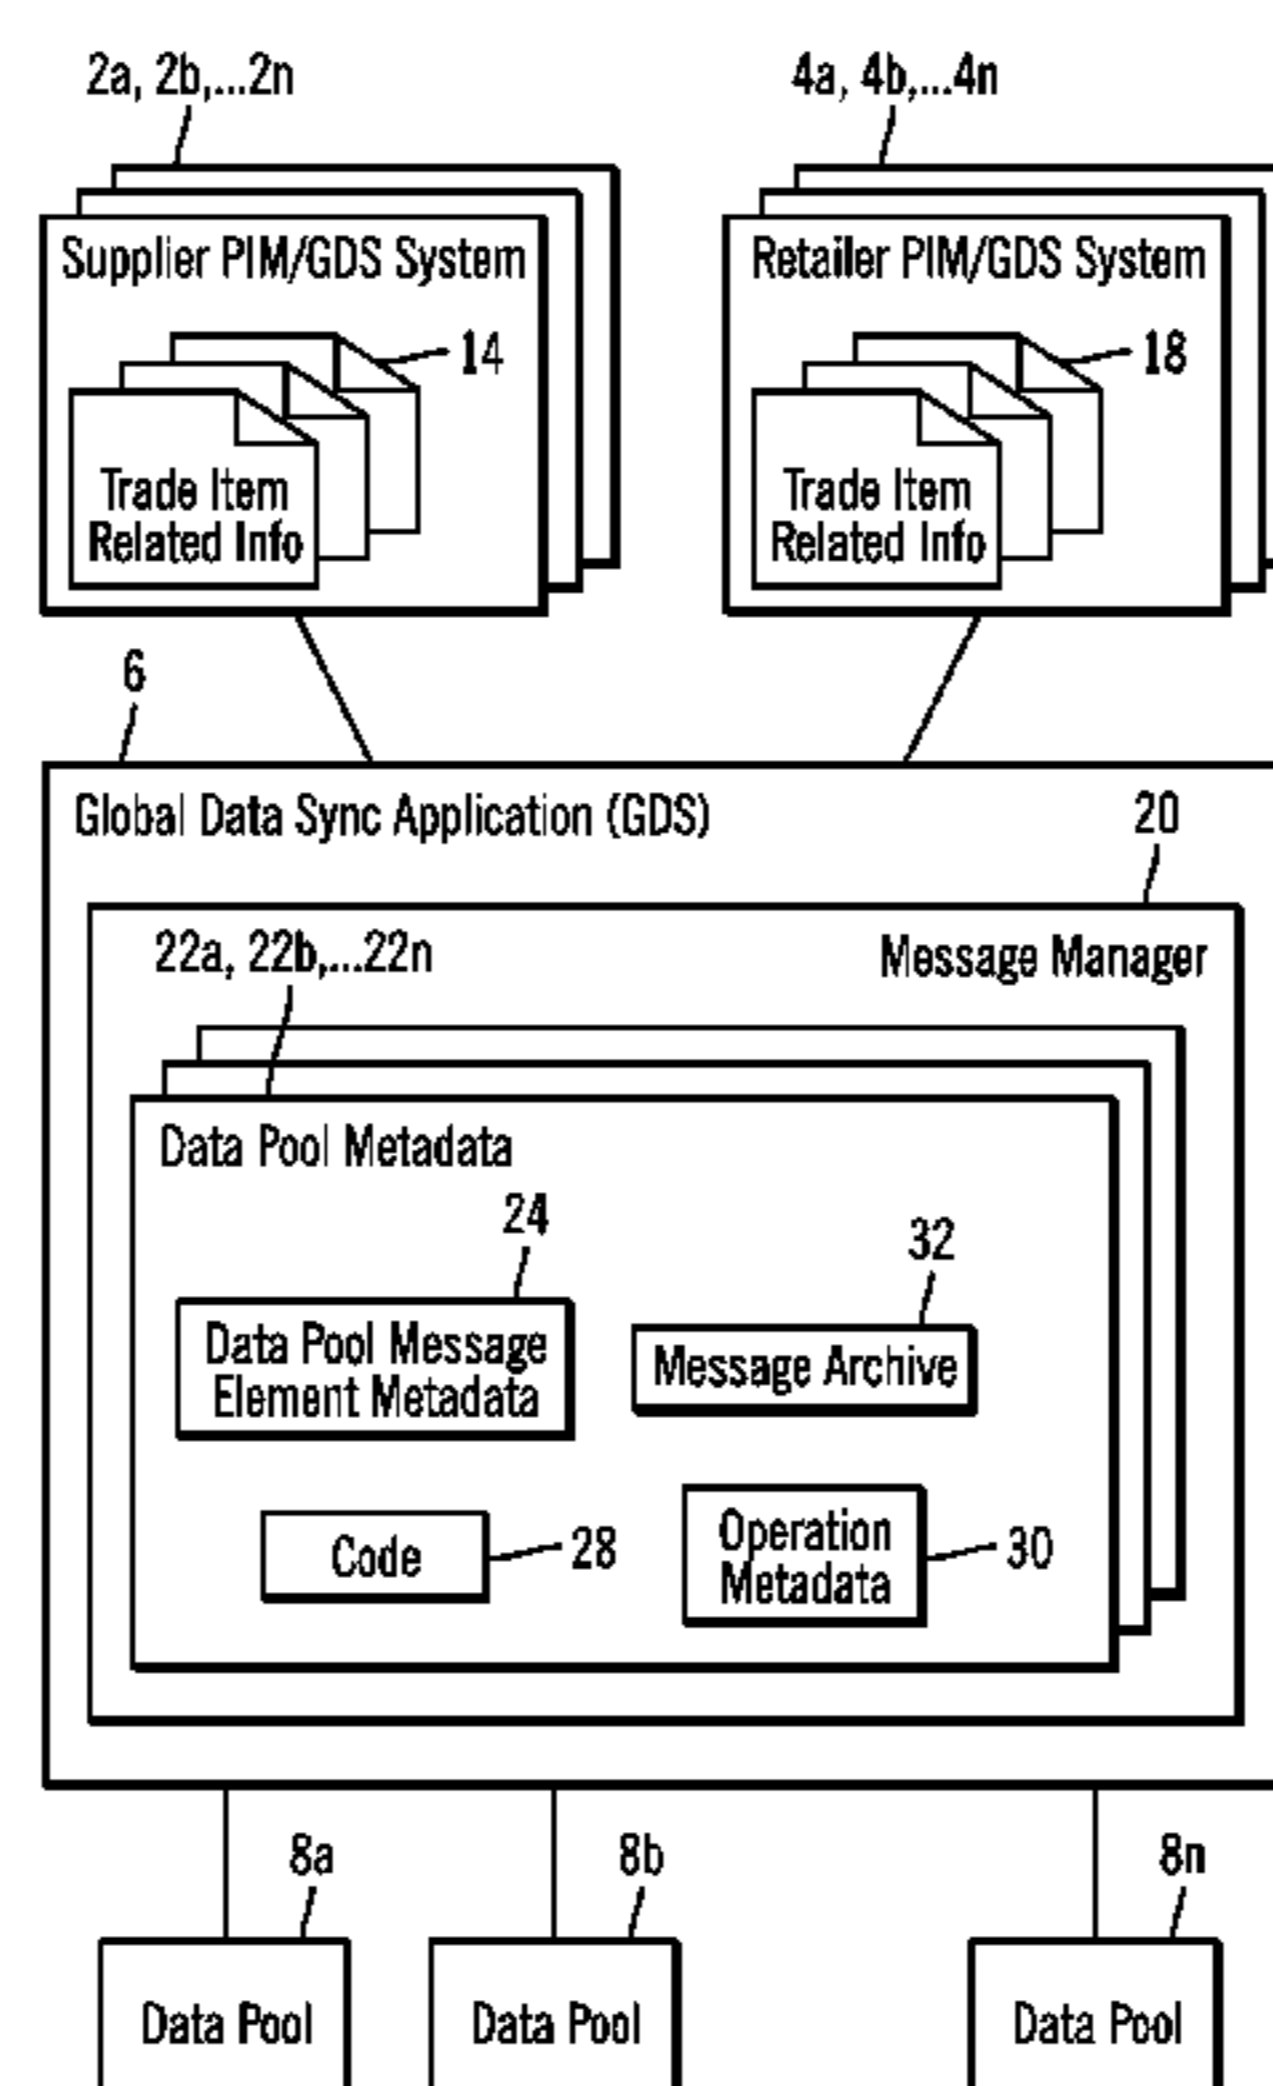 2a, 2b,...2n
4a, 4b,...4n
Supplier PIM/GDS System
14
Trade Item
Related Info
Retailer PIM/GDS System
18
Trade Item
Related Info
6
Global Data Sync Application (GDS)
20
22a, 22b,...22n
Message Manager
Data Pool Metadata
24
32
Data Pool Message
Element Metadata
Message Archive
Code
28
Operation
Metadata
30
8a
8b
8n
Data Pool
Data Pool
Data Pool